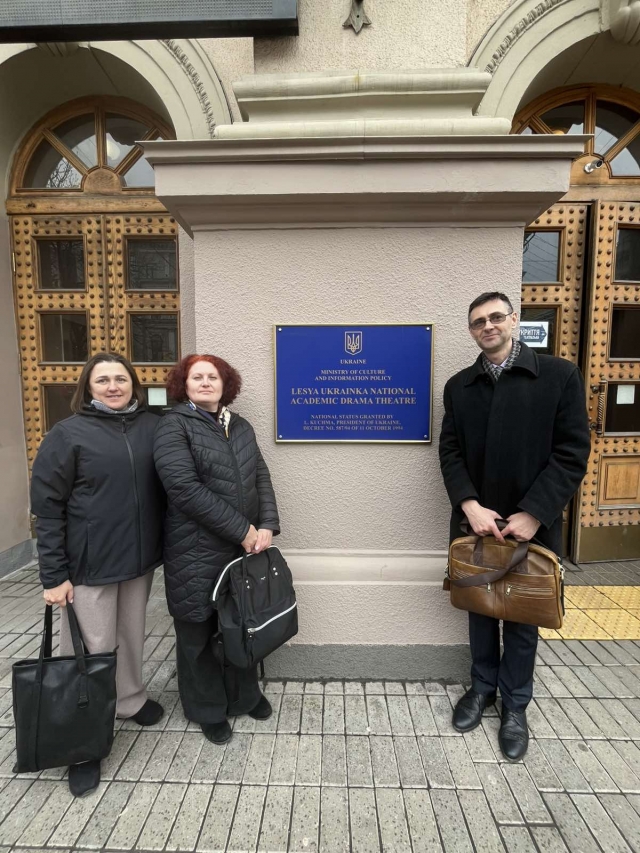 UKRAINE
MINISTRY OF CULTURE
AND INFORMATION POLICY
LESYA UKRAINKA NATIONAL
ACADEMIC DRAMA THEATRE
NATIONAL STATUS GRANTED BY
L. KUCHMA, PRESIDENT OF UKRAINE.
УКРИТТЯ